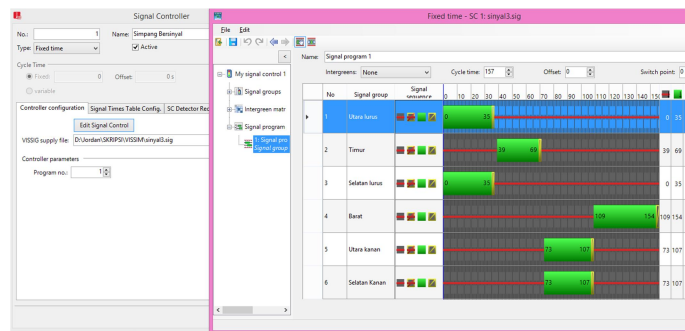 Signal Controller
No.: 1 Name: Simpang Bersinyal
Type: Fixed time Active
Cycle Time
Fixed: 0 Offset: 0 s
variable
Controller configuration Signal Times Table Config. SC Detector Rec
Edit Signal Control
VISSIG supply file: D:\Jordan\SKRIPSI\VISSIM\sinyal3.sig
Controller parameters
Program no.: 1
Fixed time - SC 1: sinyal3.sig
File Edit
My signal control 1
Signal groups
Intergreen matr
Signal program
1: Signal pro
Signal group
Name: Signal program 1
Intergreens: None Cycle time: 157 Offset: 0 Switch point: 0
No Signal group Signal sequence 0 10 20 30 40 50 60 70 80 90 100 110 120 130 140 150
1 Utara lurus 0 35 0 35
2 Timur 39 69 39 69
3 Selatan lurus 0 35 0 35
4 Barat 109 154 109 154
5 Utara kanan 73 107 73 107
6 Selatan Kanan 73 107 73 107